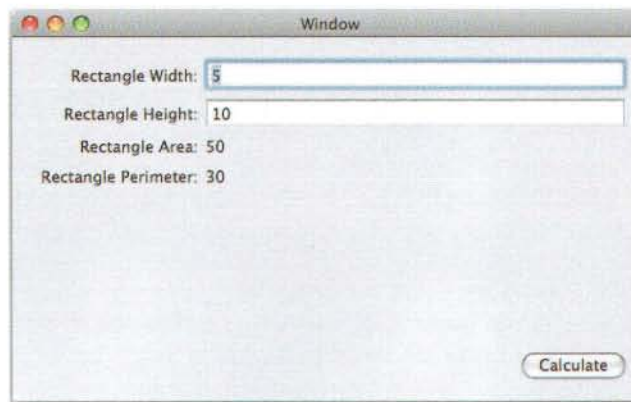 Window
Rectangle Width: 5
Rectangle Height: 10
Rectangle Area: 50
Rectangle Perimeter: 30
Calculate